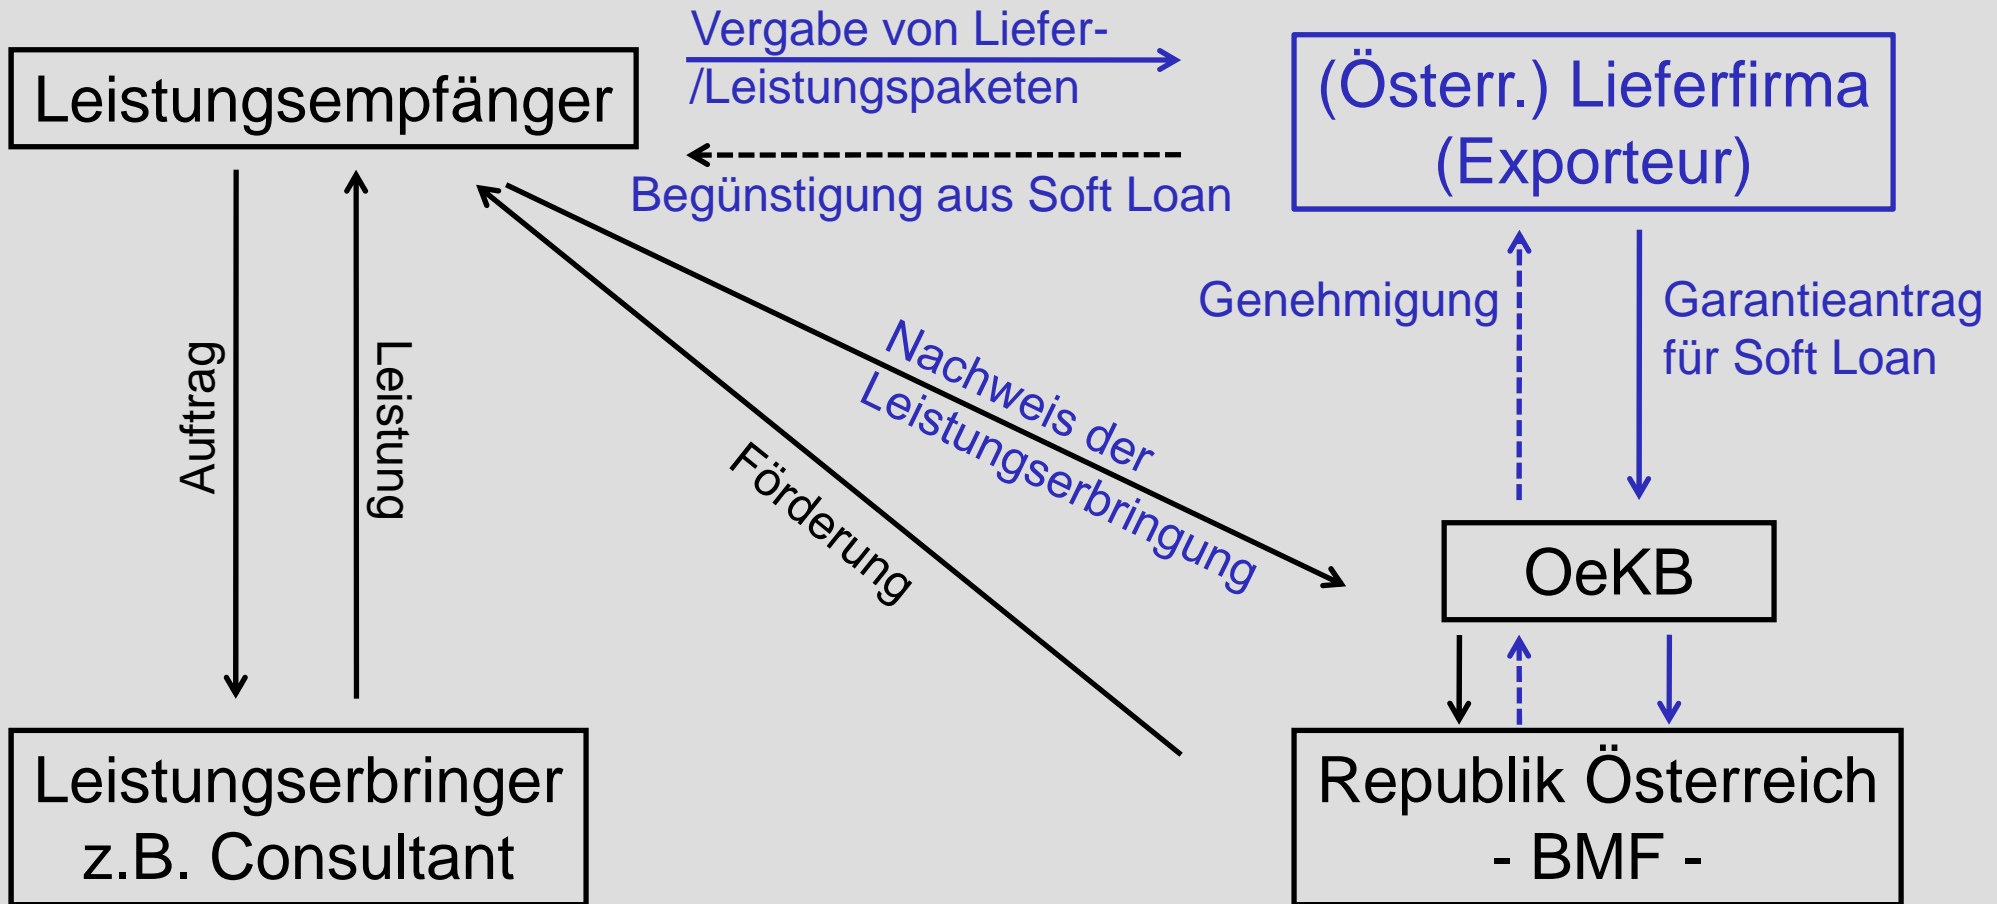 Vergabe von Liefer-
/Leistungspaketen
Leistungsempfänger
(Österr.) Lieferfirma
(Exporteur)
Begünstigung aus Soft Loan
Genehmigung
Garantieantrag
für Soft Loan
Auftrag
Leistung
Nachweis der
Leistungserbringung
Förderung
OeKB
Leistungserbringer
z.B. Consultant
Republik Österreich
- BMF -